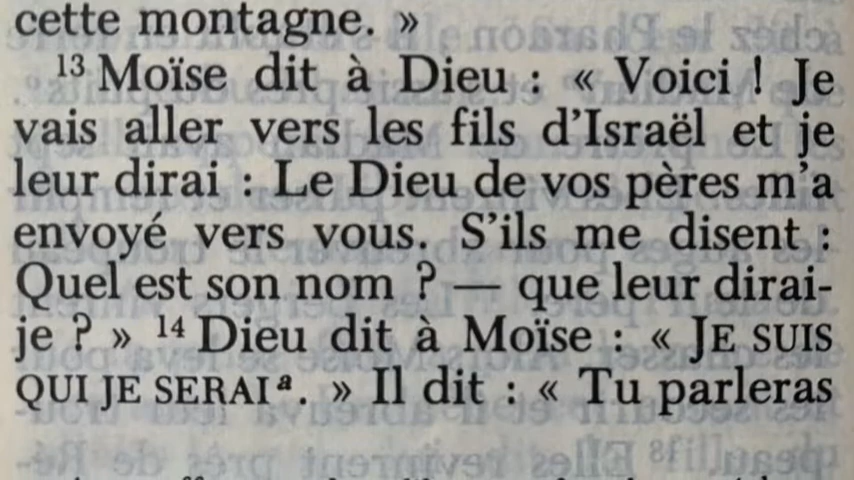 cette montagne. »
¹³ Moïse dit à Dieu : « Voici ! Je
vais aller vers les fils d'Israël et je
leur dirai : Le Dieu de vos pères m'a
envoyé vers vous. S'ils me disent :
Quel est son nom ? — que leur dirai-
je ? » ¹⁴ Dieu dit à Moïse : « JE SUIS
QUI JE SERAIᵃ. » Il dit : « Tu parleras